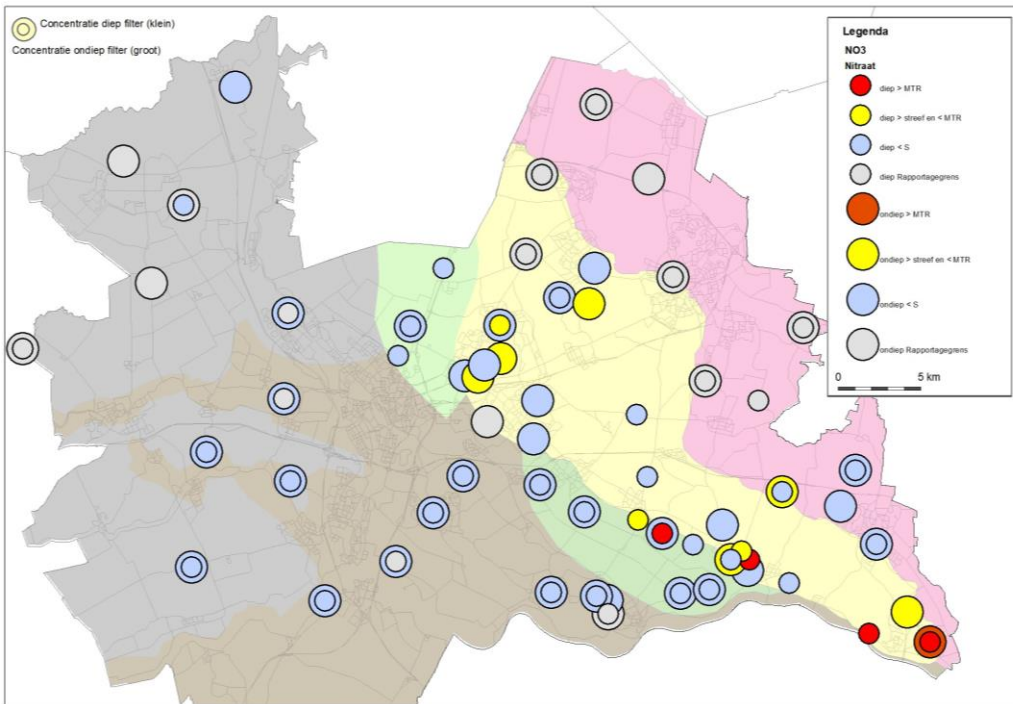 Concentratie diep filter (klein)
Concentratie ondiep filter (groot)
Legenda
NO3
Nitraat
diep > MTR
diep > streef en < MTR
diep < S
diep Rapportagegrens
ondiep > MTR
ondiep > streef en < MTR
ondiep < S
ondiep Rapportagegrens
0 5 km